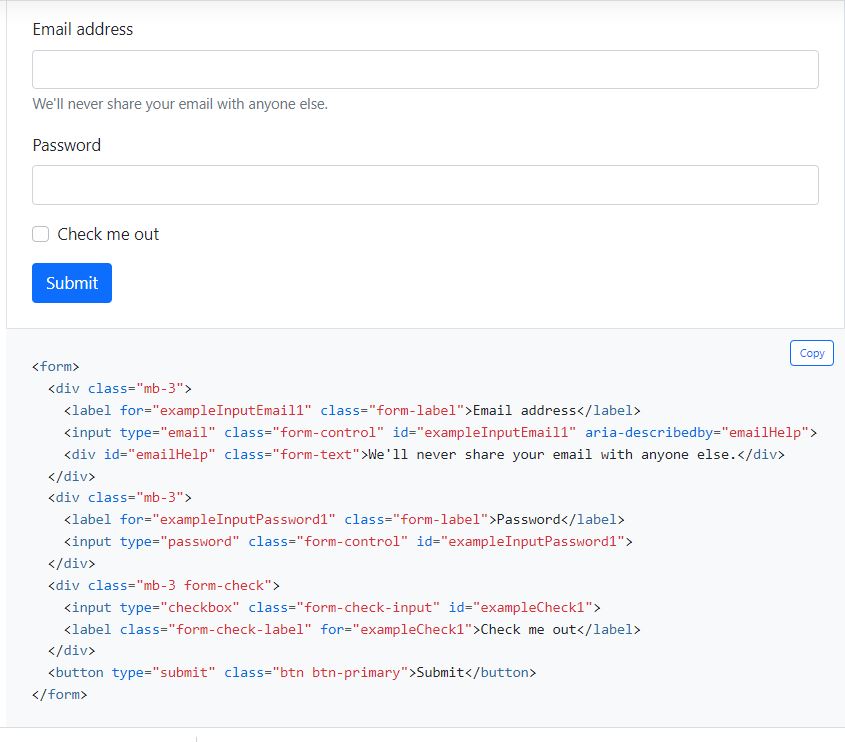 Email address
We'll never share your email with anyone else.
Password
Check me out
Submit
Copy
<form>
  <div class="mb-3">
    <label for="exampleInputEmail1" class="form-label">Email address</label>
    <input type="email" class="form-control" id="exampleInputEmail1" aria-describedby="emailHelp">
    <div id="emailHelp" class="form-text">We'll never share your email with anyone else.</div>
  </div>
  <div class="mb-3">
    <label for="exampleInputPassword1" class="form-label">Password</label>
    <input type="password" class="form-control" id="exampleInputPassword1">
  </div>
  <div class="mb-3 form-check">
    <input type="checkbox" class="form-check-input" id="exampleCheck1">
    <label class="form-check-label" for="exampleCheck1">Check me out</label>
  </div>
  <button type="submit" class="btn btn-primary">Submit</button>
</form>